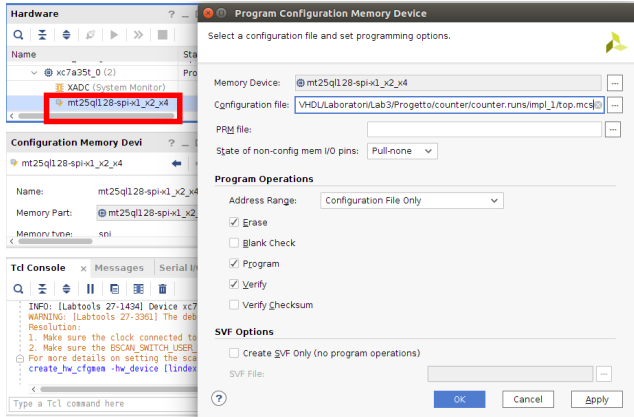 Hardware
? _
Name
Sta
xc7a35t_0 (2)
Pro
XADC (System Monitor)
mt25ql128-spi-x1_x2_x4
Configuration Memory Devi
? _
mt25ql128-spi-x1_x2_x4
Name:
mt25ql128-spi-x1_x2_x4
Memory Part:
mt25ql128-spi-x1_x2
Memory type:
spi
Tcl Console
Messages
Serial I/
INFO: [Labtools 27-1434] Device xc7
WARNING: [Labtools 27-3361] The deb
Resolution:
1. Make sure the clock connected to
2. Make sure the BSCAN_SWITCH_USER_
For more details on setting the sca
create_hw_cfgmem -hw_device [lindex
Type a Tcl command here
Program Configuration Memory Device
Select a configuration file and set programming options.
Memory Device:
mt25ql128-spi-x1_x2_x4
...
Configuration file:
VHDL/Laboratori/Lab3/Progetto/counter/counter.runs/impl_1/top.mcs
...
PRM file:
...
State of non-config mem I/O pins:
Pull-none
Program Operations
Address Range:
Configuration File Only
Erase
Blank Check
Program
Verify
Verify Checksum
SVF Options
Create SVF Only (no program operations)
SVF File:
...
?
OK
Cancel
Apply